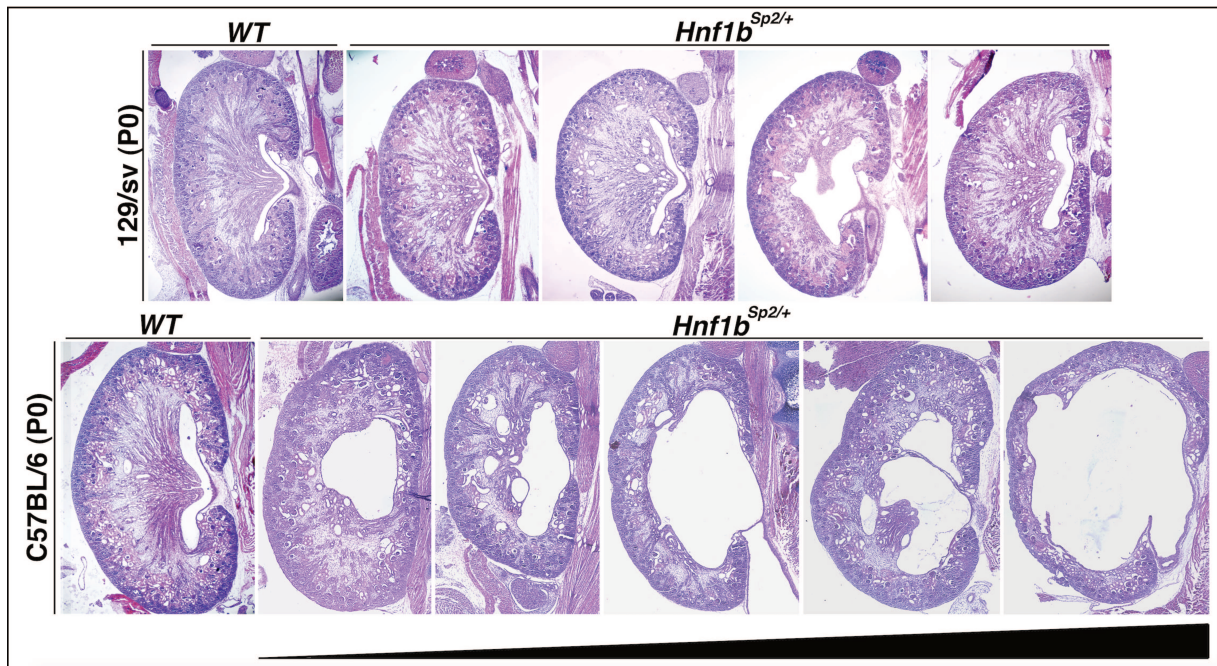 WT
Hnf1b^Sp2/+
129/sv (P0)
WT
Hnf1b^Sp2/+
C57BL/6 (P0)